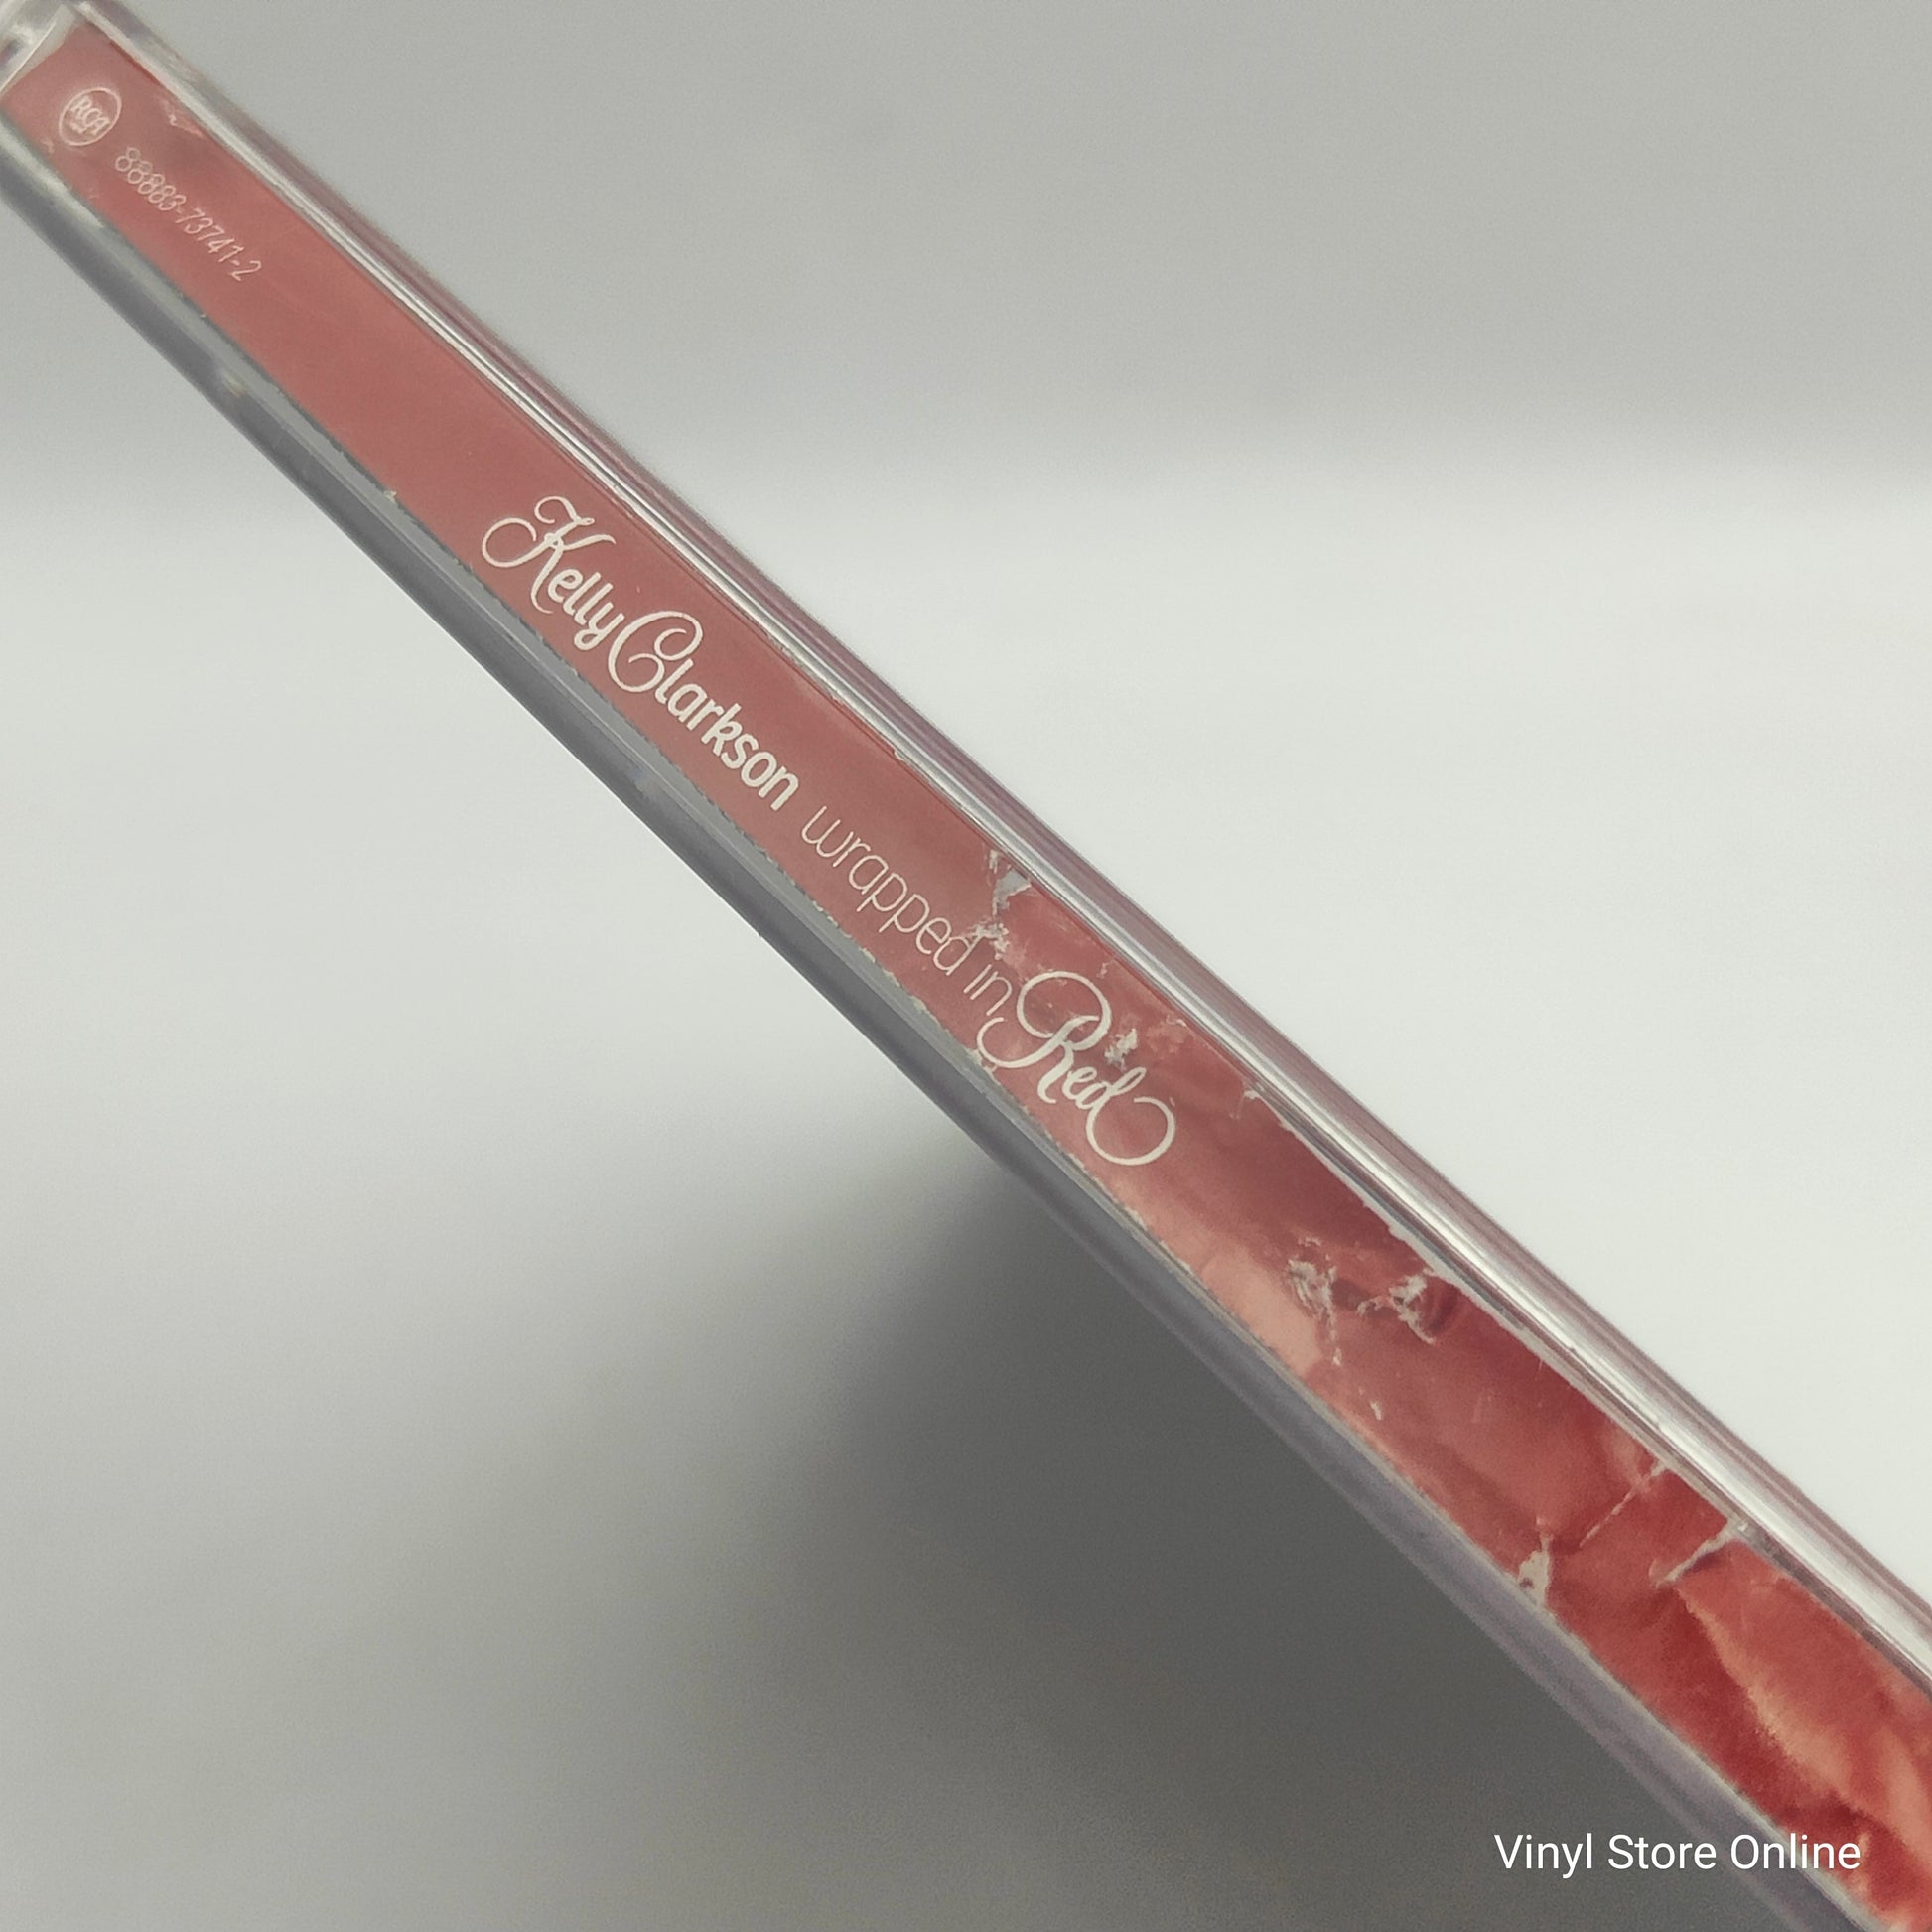 RCA 88883-73741-2
Kelly Clarkson wrapped in Red
Vinyl Store Online